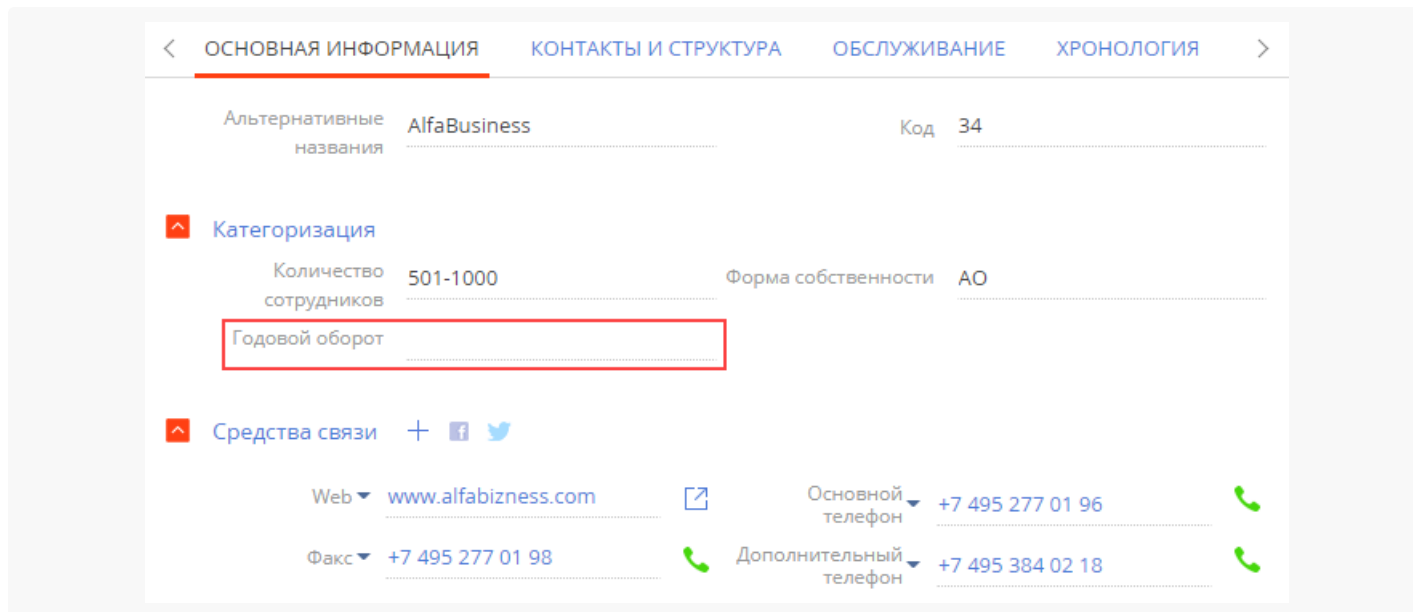 ОСНОВНАЯ ИНФОРМАЦИЯ КОНТАКТЫ И СТРУКТУРА ОБСЛУЖИВАНИЕ ХРОНОЛОГИЯ
Альтернативные
названия
AlfaBusiness
Код 34
Категоризация
Количество
сотрудников
501-1000
Форма собственности АО
Годовой оборот
Средства связи
Web www.alfabizness.com
Основной
телефон
+7 495 277 01 96
Факс +7 495 277 01 98
Дополнительный
телефон
+7 495 384 02 18